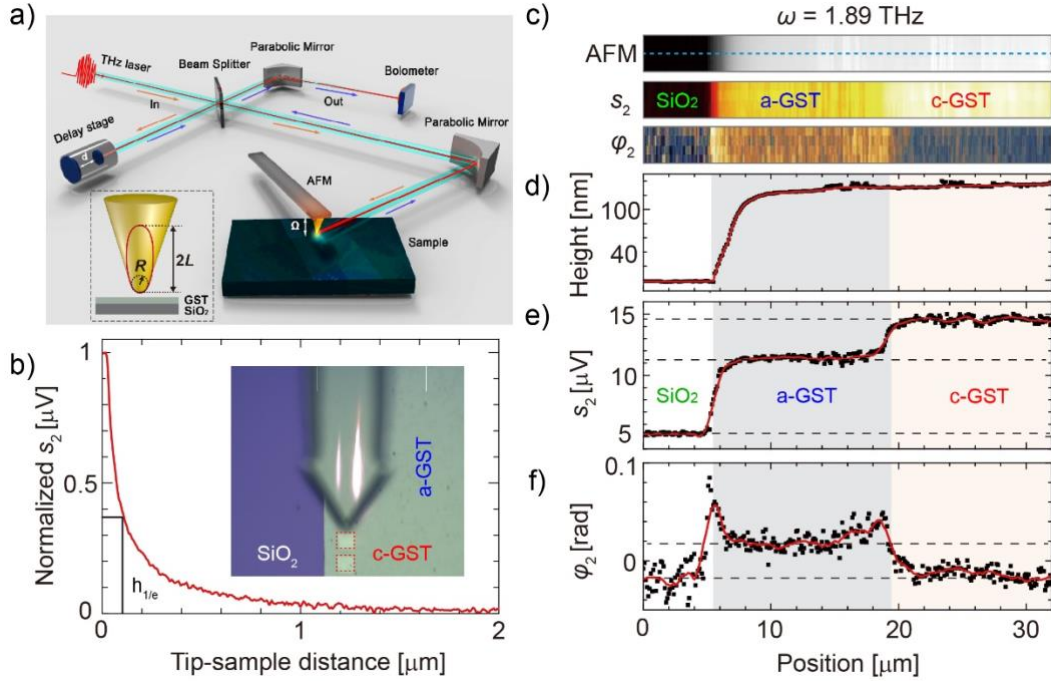 a)
THz laser
Beam Splitter
Parabolic Mirror
Bolometer
In
Out
Delay stage
d
Parabolic Mirror
AFM
Ω
Sample
R
2L
GST
SiO₂
b)
Normalized s₂ [μV]
1
0.5
0
h₁/ₑ
SiO₂
a-GST
c-GST
0
1
2
Tip-sample distance [μm]
c)
ω = 1.89 THz
AFM
s₂
SiO₂
a-GST
c-GST
φ₂
d)
Height [nm]
100
40
e)
s₂ [μV]
15
10
5
SiO₂
a-GST
c-GST
f)
φ₂ [rad]
0.1
0
0
10
20
30
Position [μm]